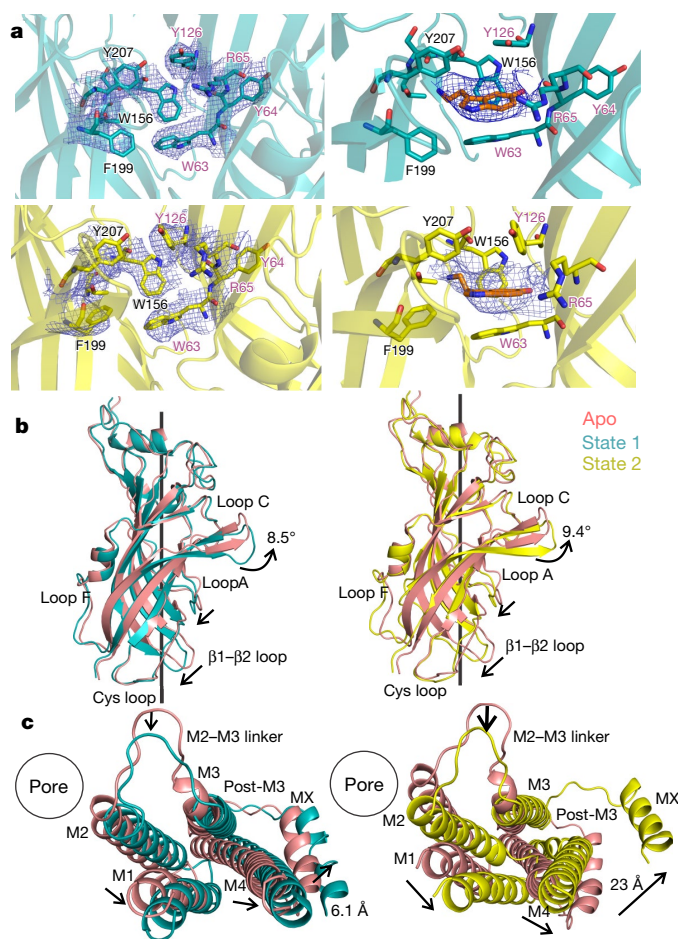 a
Y207
Y126
R65
W156
Y64
F199
W63
Y207
Y126
W156
Y64
R65
F199
W63
Y207
Y126
Y64
W156
R65
F199
W63
Y207
Y126
W156
R65
F199
W63
b
Apo
State 1
State 2
Loop C
8.5°
LoopA
Loop F
β1–β2 loop
Cys loop
Loop C
9.4°
Loop A
Loop F
β1–β2 loop
Cys loop
c
M2–M3 linker
Pore
M3
Post-M3
MX
M2
M1
M4
6.1 Å
M2–M3 linker
Pore
M3
MX
M2
Post-M3
M1
23 Å
M4